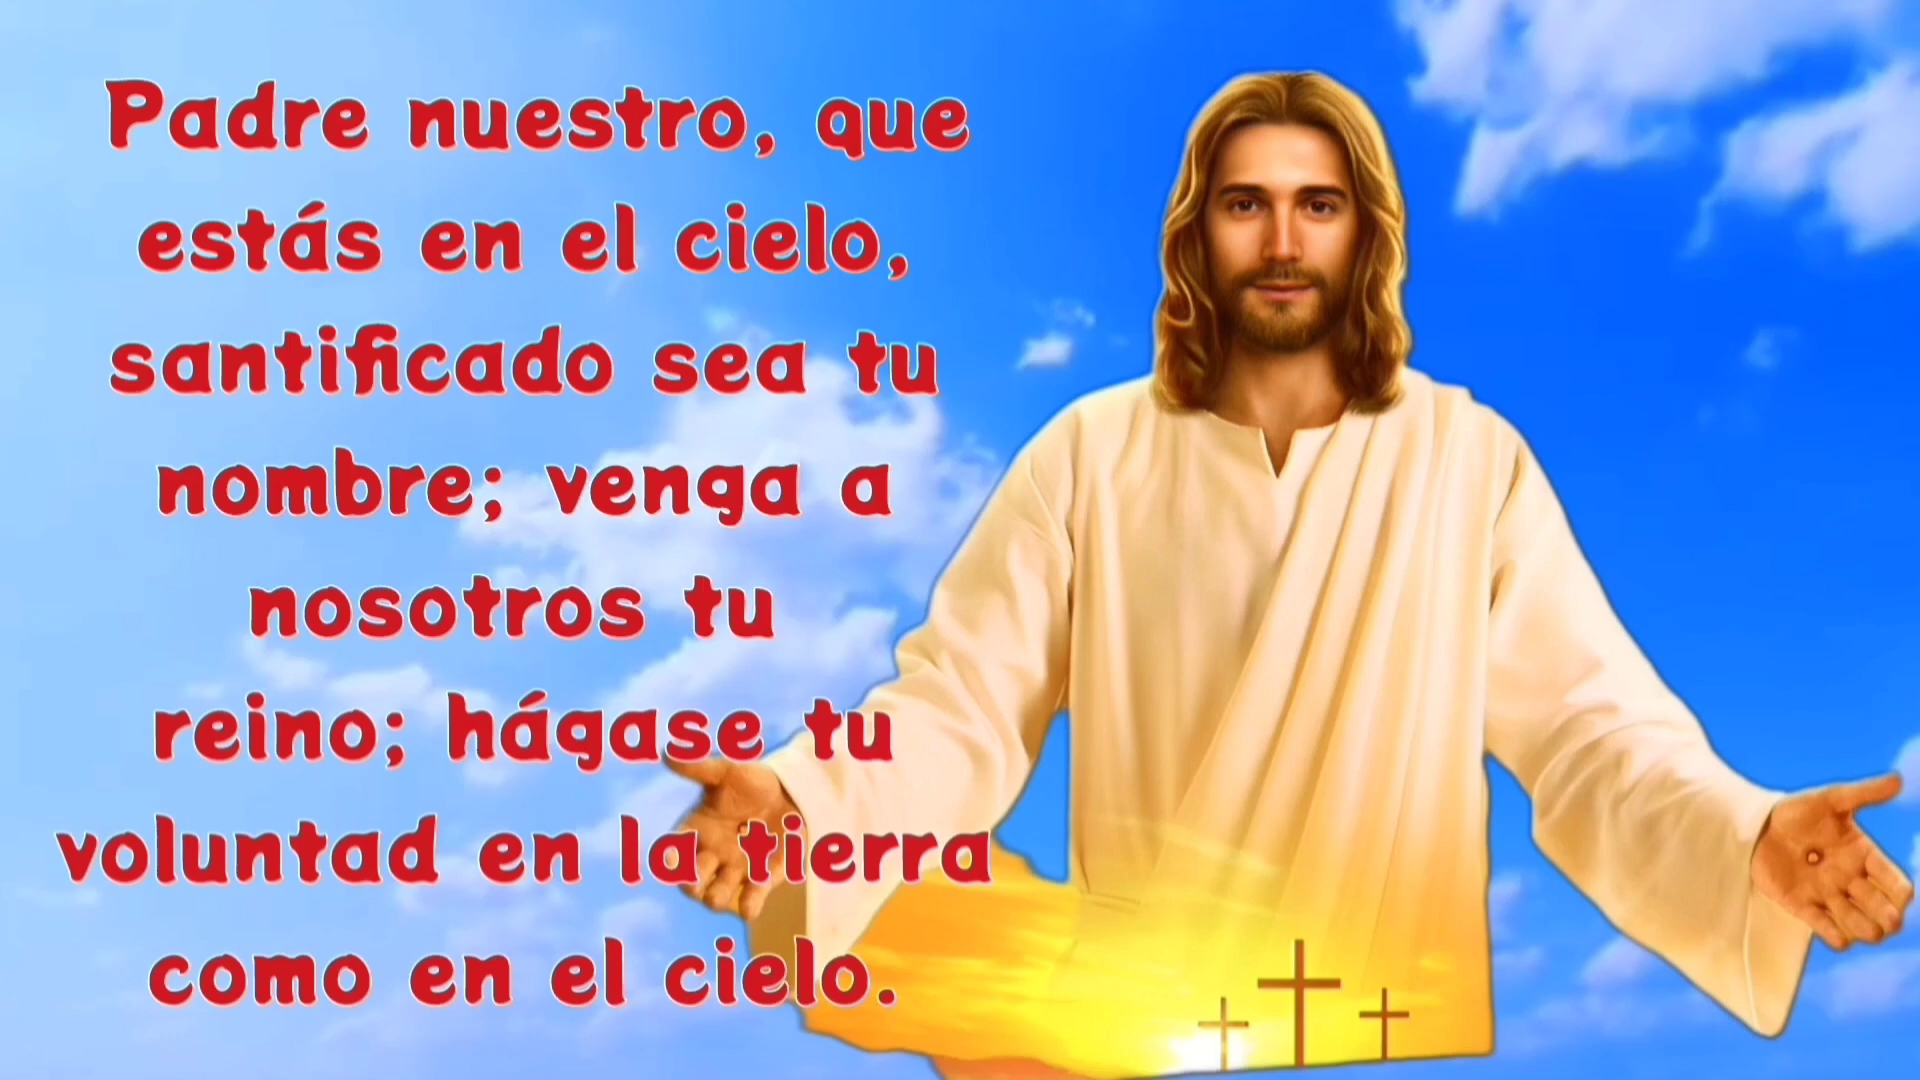 Padre nuestro, que
estás en el cielo,
santificado sea tu
nombre; venga a
nosotros tu
reino; hágase tu
voluntad en la tierra
como en el cielo.